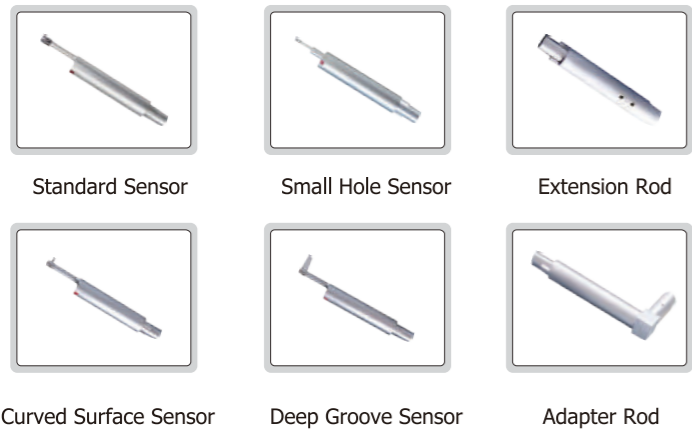 Standard Sensor
Small Hole Sensor
Extension Rod
Curved Surface Sensor
Deep Groove Sensor
Adapter Rod